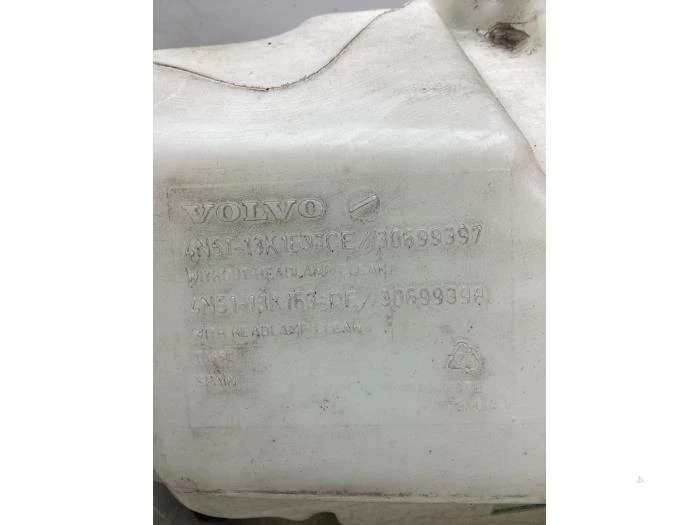 VOLVO
4N51-13K163-CE/30699397
WITHOUT HEADLAMP CLEAN
4N51-13K163-DE/30699398
WITH HEADLAMP CLEAN
SPAIN